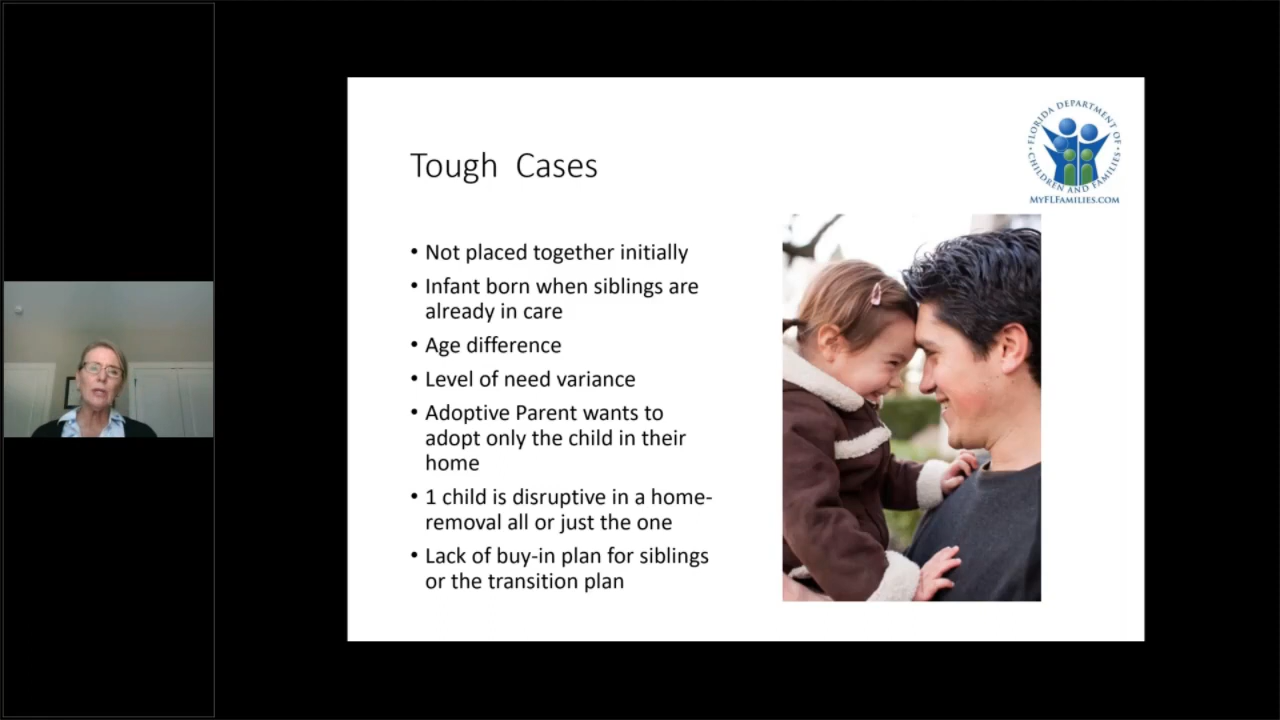 Tough Cases
FLORIDA DEPARTMENT OF
CHILDREN AND FAMILIES
MYFLFAMILIES.COM
• Not placed together initially
• Infant born when siblings are
already in care
• Age difference
• Level of need variance
• Adoptive Parent wants to
adopt only the child in their
home
• 1 child is disruptive in a home-
removal all or just the one
• Lack of buy-in plan for siblings
or the transition plan